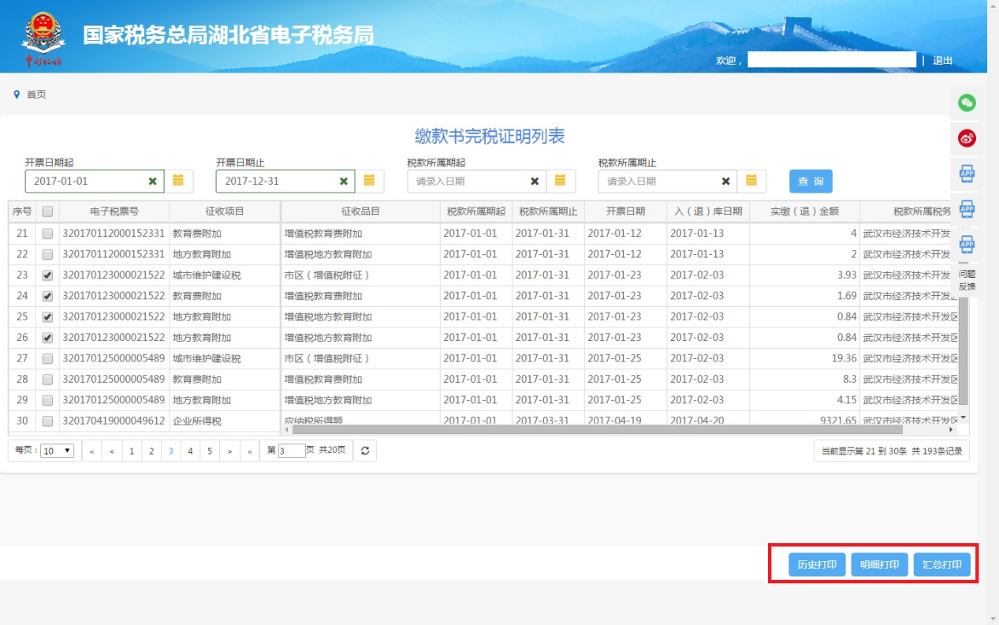 国家税务总局湖北省电子税务局
中国税务
欢迎， | 退出
首页
缴款书完税证明列表
开票日期起 开票日期止 税款所属期起 税款所属期止
2017-01-01 2017-12-31 请录入日期 请录入日期 查 询
序号 电子税票号 征收项目 征收品目 税款所属期起 税款所属期止 开票日期 入（退）库日期 实缴（退）金额 税款所属税务
21 320170112000152331 教育费附加 增值税教育费附加 2017-01-01 2017-01-31 2017-01-12 2017-01-13 4 武汉市经济技术开发
22 320170112000152331 地方教育附加 增值税地方教育附加 2017-01-01 2017-01-31 2017-01-12 2017-01-13 2 武汉市经济技术开发
23 320170123000021522 城市维护建设税 市区（增值税附征） 2017-01-01 2017-01-31 2017-01-23 2017-02-03 3.93 武汉市经济技术开发
24 320170123000021522 教育费附加 增值税教育费附加 2017-01-01 2017-01-31 2017-01-23 2017-02-03 1.69 武汉市经济技术开发区
25 320170123000021522 地方教育附加 增值税地方教育附加 2017-01-01 2017-01-31 2017-01-23 2017-02-03 0.84 武汉市经济技术开发区
26 320170123000021522 地方教育附加 增值税地方教育附加 2017-01-01 2017-01-31 2017-01-23 2017-02-03 0.84 武汉市经济技术开发区
27 320170125000005489 城市维护建设税 市区（增值税附征） 2017-01-01 2017-01-31 2017-01-25 2017-02-03 19.36 武汉市经济技术开发区
28 320170125000005489 教育费附加 增值税教育费附加 2017-01-01 2017-01-31 2017-01-25 2017-02-03 8.3 武汉市经济技术开发区
29 320170125000005489 地方教育附加 增值税地方教育附加 2017-01-01 2017-01-31 2017-01-25 2017-02-03 4.15 武汉市经济技术开发区
30 320170419000049612 企业所得税 应纳税所得额 2017-01-01 2017-03-31 2017-04-19 2017-04-20 9321.65 武汉市经济技术开发区
每页： 10 « < 1 2 3 4 5 > » 第 3 页 共20页 当前显示第 21 到 30条 共 193条记录
APP
APP
APP
问题
反馈
历史打印 明细打印 汇总打印